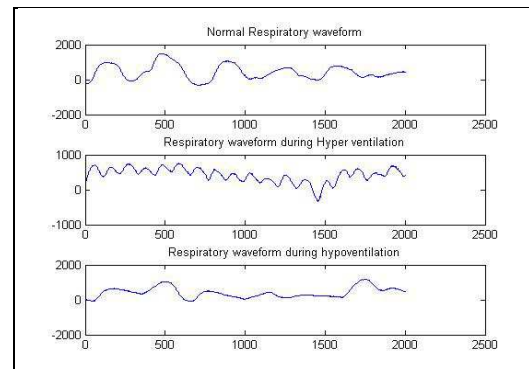 Normal Respiratory waveform
2000
0
-2000
0 500 1000 1500 2000 2500
Respiratory waveform during Hyper ventilation
1000
0
-1000
0 500 1000 1500 2000 2500
Respiratory waveform during hypoventilation
2000
0
-2000
0 500 1000 1500 2000 2500